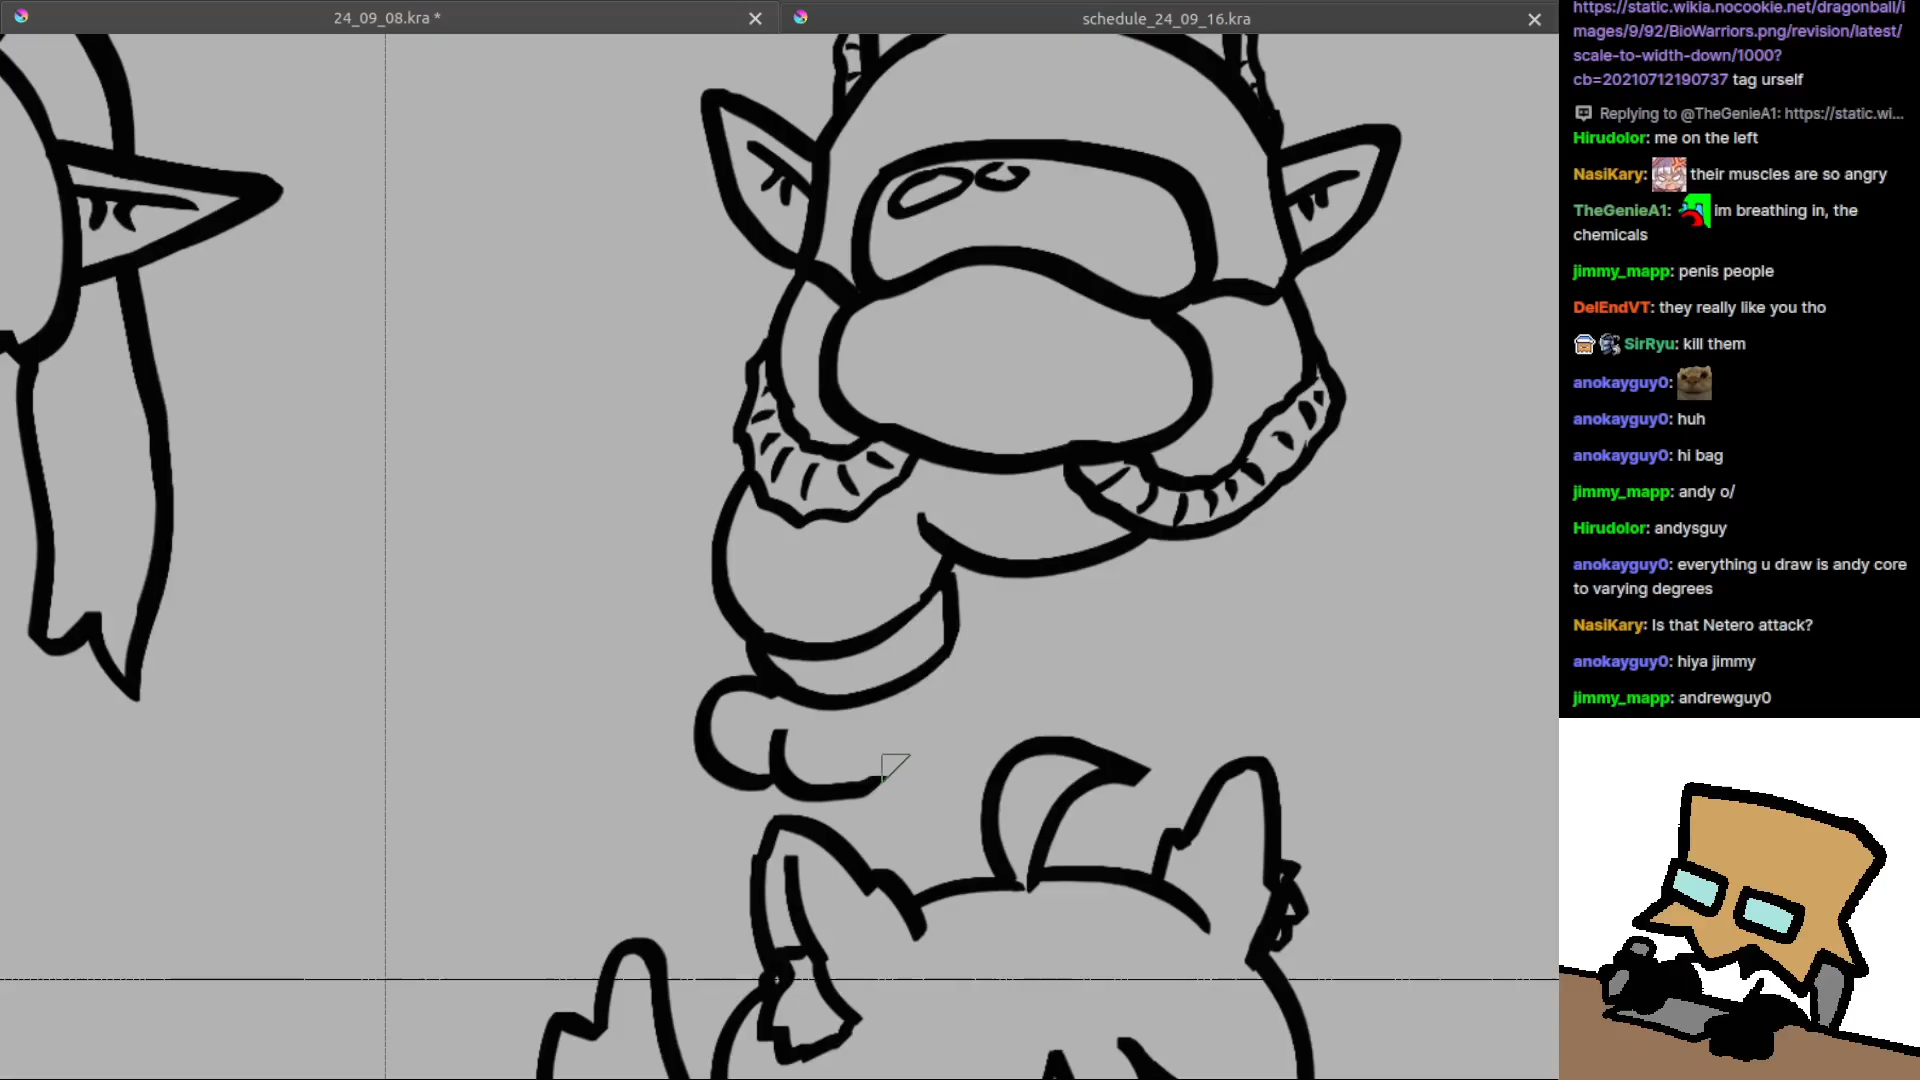 24_09_08.kra *
schedule_24_09_16.kra
https://static.wikia.nocookie.net/dragonball/i
mages/9/92/BioWarriors.png/revision/latest/
scale-to-width-down/1000?
cb=20210712190737 tag urself
Replying to @TheGenieA1: https://static.wi...
Hirudolor: me on the left
NasiKary: their muscles are so angry
TheGenieA1: im breathing in, the
chemicals
jimmy_mapp: penis people
DelEndVT: they really like you tho
SirRyu: kill them
anokayguy0:
anokayguy0: huh
anokayguy0: hi bag
jimmy_mapp: andy o/
Hirudolor: andysguy
anokayguy0: everything u draw is andy core
to varying degrees
NasiKary: Is that Netero attack?
anokayguy0: hiya jimmy
jimmy_mapp: andrewguy0